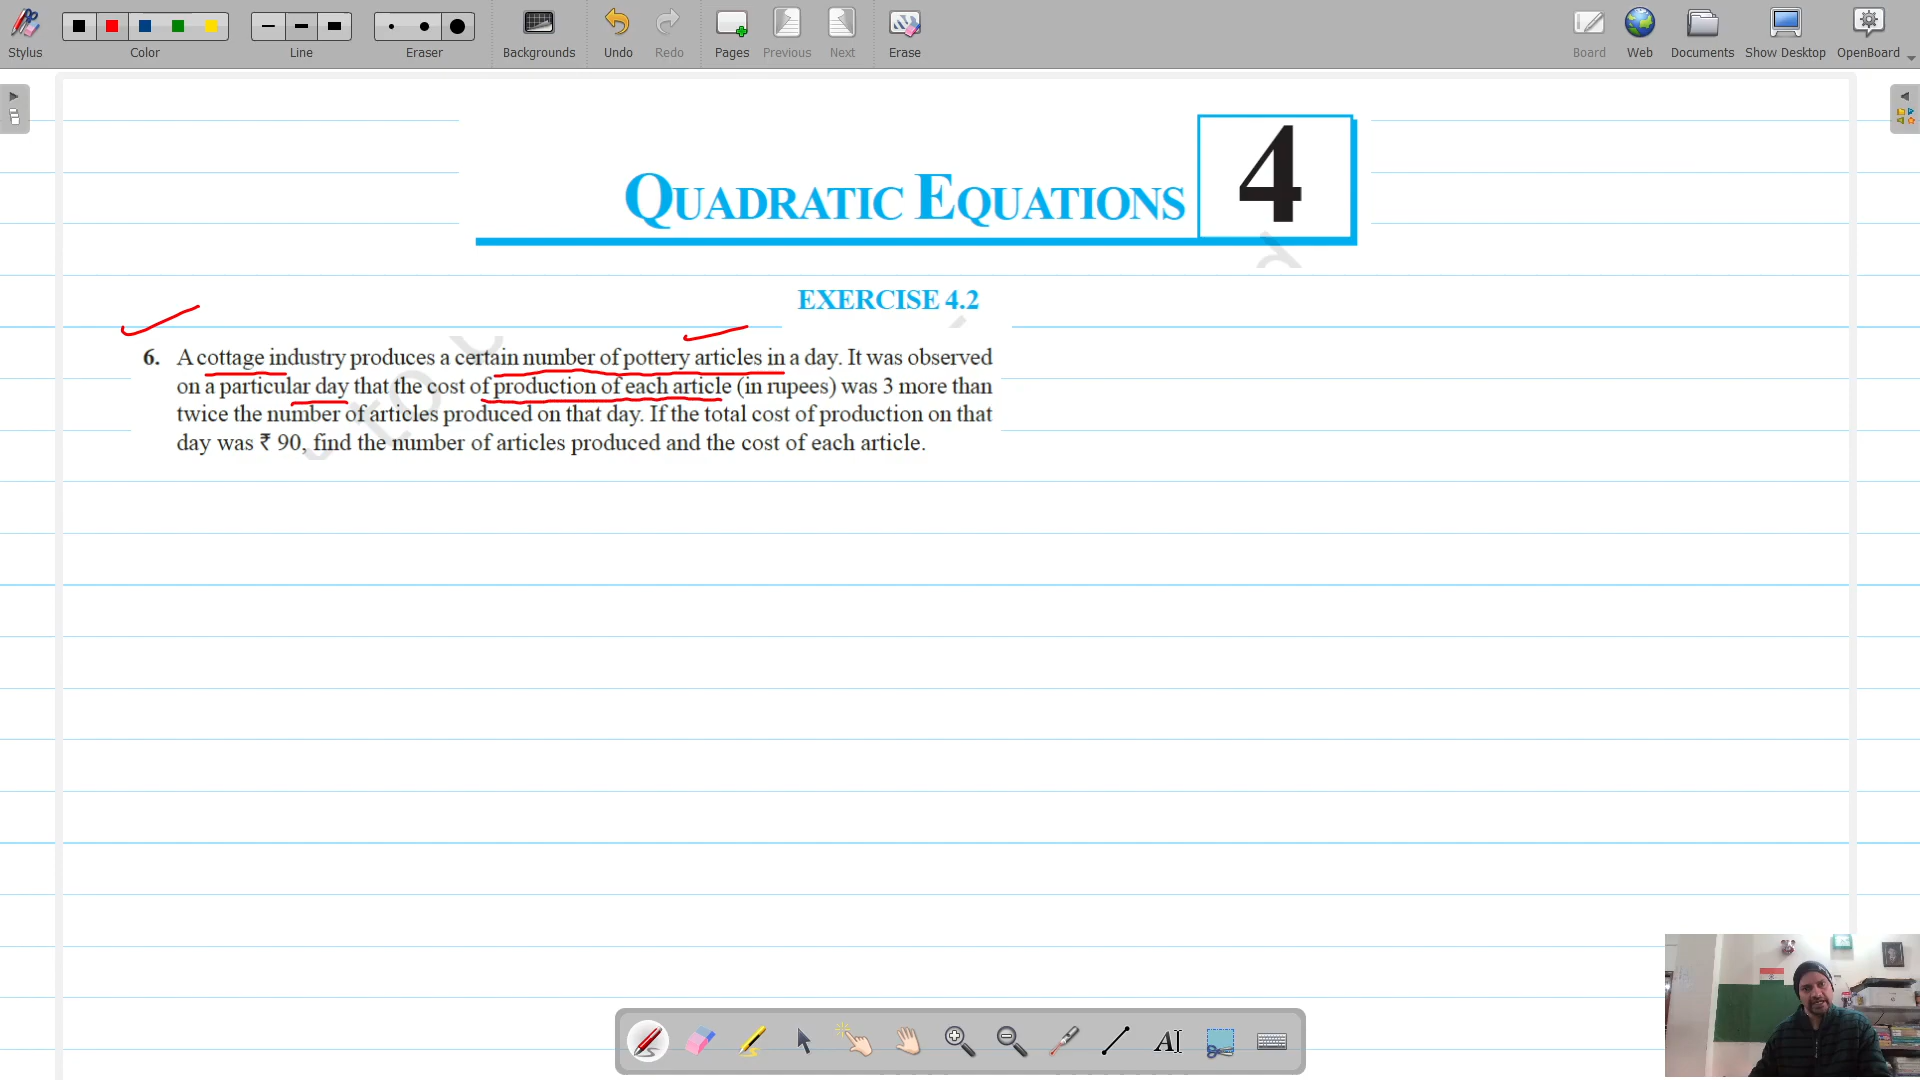 Stylus
Color
Line
Eraser
Backgrounds
Undo
Redo
Pages
Previous
Next
Erase
Board
Web
Documents
Show Desktop
OpenBoard
QUADRATIC EQUATIONS 4
EXERCISE 4.2
6. A cottage industry produces a certain number of pottery articles in a day. It was observed
on a particular day that the cost of production of each article (in rupees) was 3 more than
twice the number of articles produced on that day. If the total cost of production on that
day was ₹ 90, find the number of articles produced and the cost of each article.